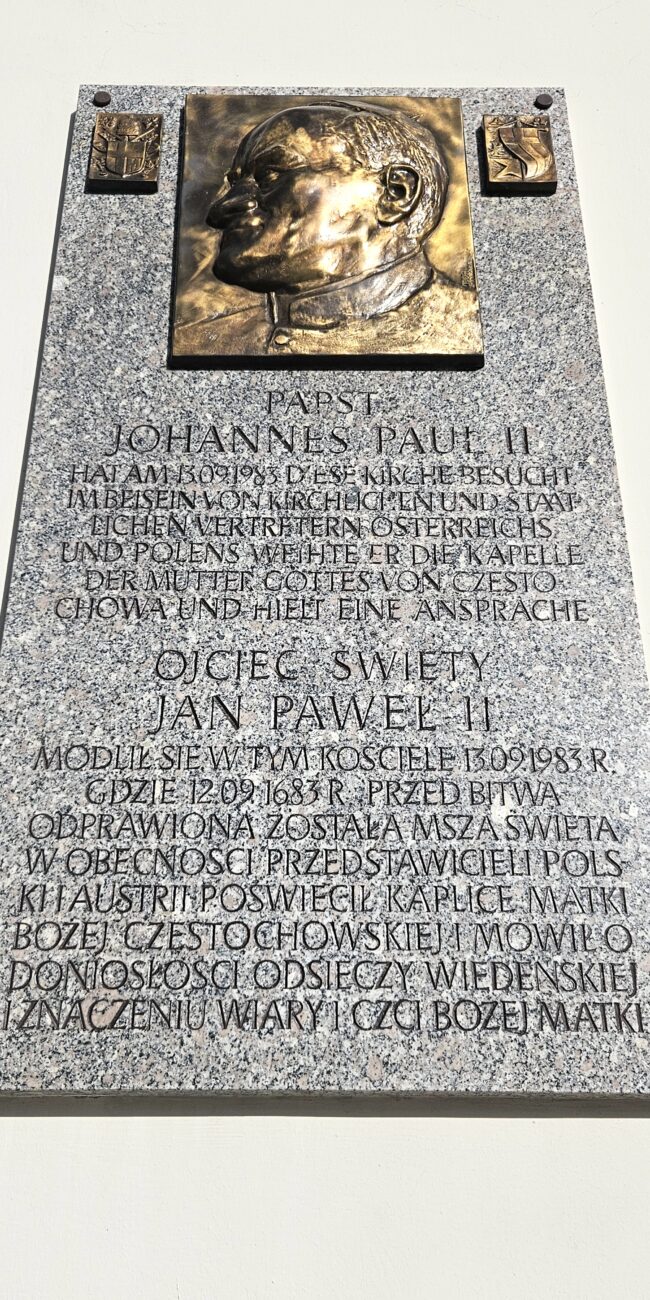 PAPST
JOHANNES PAUL II
HAT AM 13.09.1983 DIESE KIRCHE BESUCHT
IM BEISEIN VON KIRCHLICHEN UND STAAT-
LICHEN VERTRETERN ÖSTERREICHS
UND POLENS WEIHTE ER DIE KAPELLE
DER MUTTER GOTTES VON CZESTO-
CHOWA UND HIELT EINE ANSPRACHE
OJCIEC ŚWIĘTY
JAN PAWEŁ II
MODLIŁ SIĘ W TYM KOŚCIELE 13.09.1983 R.
GDZIE 12.09.1683 R. PRZED BITWĄ
ODPRAWIONA ZOSTAŁA MSZA ŚWIĘTA
W OBECNOŚCI PRZEDSTAWICIELI POLS-
KI I AUSTRII POŚWIĘCIŁ KAPLICĘ MATKI
BOŻEJ CZĘSTOCHOWSKIEJ I MÓWIŁ O
DONIOSŁOŚCI ODSIECZY WIEDEŃSKIEJ
I ZNACZENIU WIARY I CZCI BOŻEJ MATKI